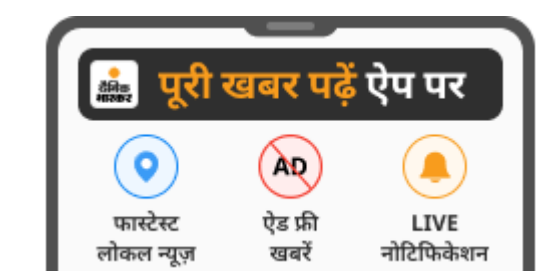 दैनिक
भास्कर
पूरी खबर पढ़ें ऐप पर
AD
फास्टेस्ट
लोकल न्यूज़
ऐड फ्री
खबरें
LIVE
नोटिफिकेशन